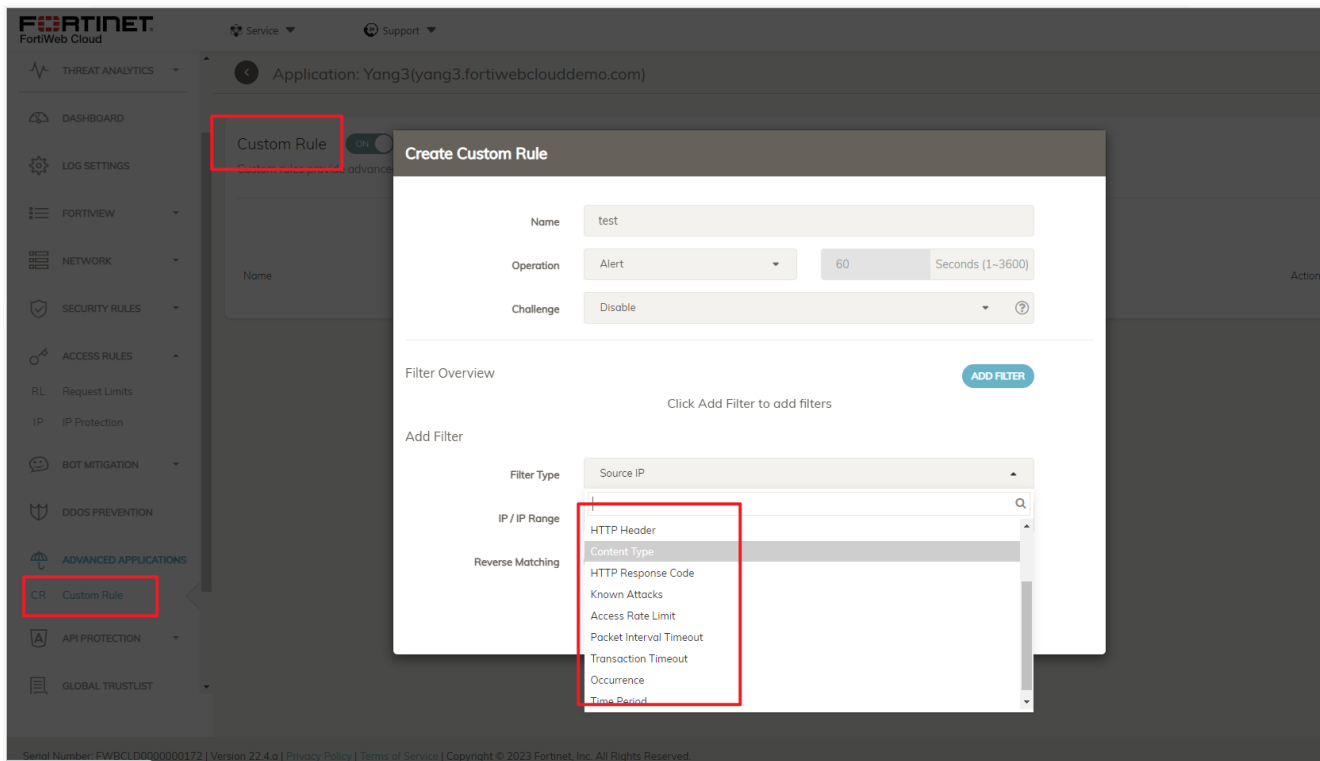 FORTINET
FortiWeb Cloud
Service
Support
THREAT ANALYTICS
Application: Yang3(yang3.fortiwebclouddemo.com)
DASHBOARD
LOG SETTINGS
FORTIVIEW
NETWORK
SECURITY RULES
ACCESS RULES
RL Request Limits
IP IP Protection
BOT MITIGATION
DDOS PREVENTION
ADVANCED APPLICATIONS
CR Custom Rule
API PROTECTION
GLOBAL TRUSTLIST
Custom Rule ON
Custom rules provide advance
Name
Action
Create Custom Rule
Name test
Operation Alert 60 Seconds (1~3600)
Challenge Disable ?
Filter Overview ADD FILTER
Click Add Filter to add filters
Add Filter
Filter Type Source IP
IP / IP Range
Reverse Matching
HTTP Header
Content Type
HTTP Response Code
Known Attacks
Access Rate Limit
Packet Interval Timeout
Transaction Timeout
Occurrence
Time Period
Serial Number: FWBCLD0000000172 | Version 22.4.a | Privacy Policy | Terms of Service | Copyright © 2023 Fortinet, Inc. All Rights Reserved.